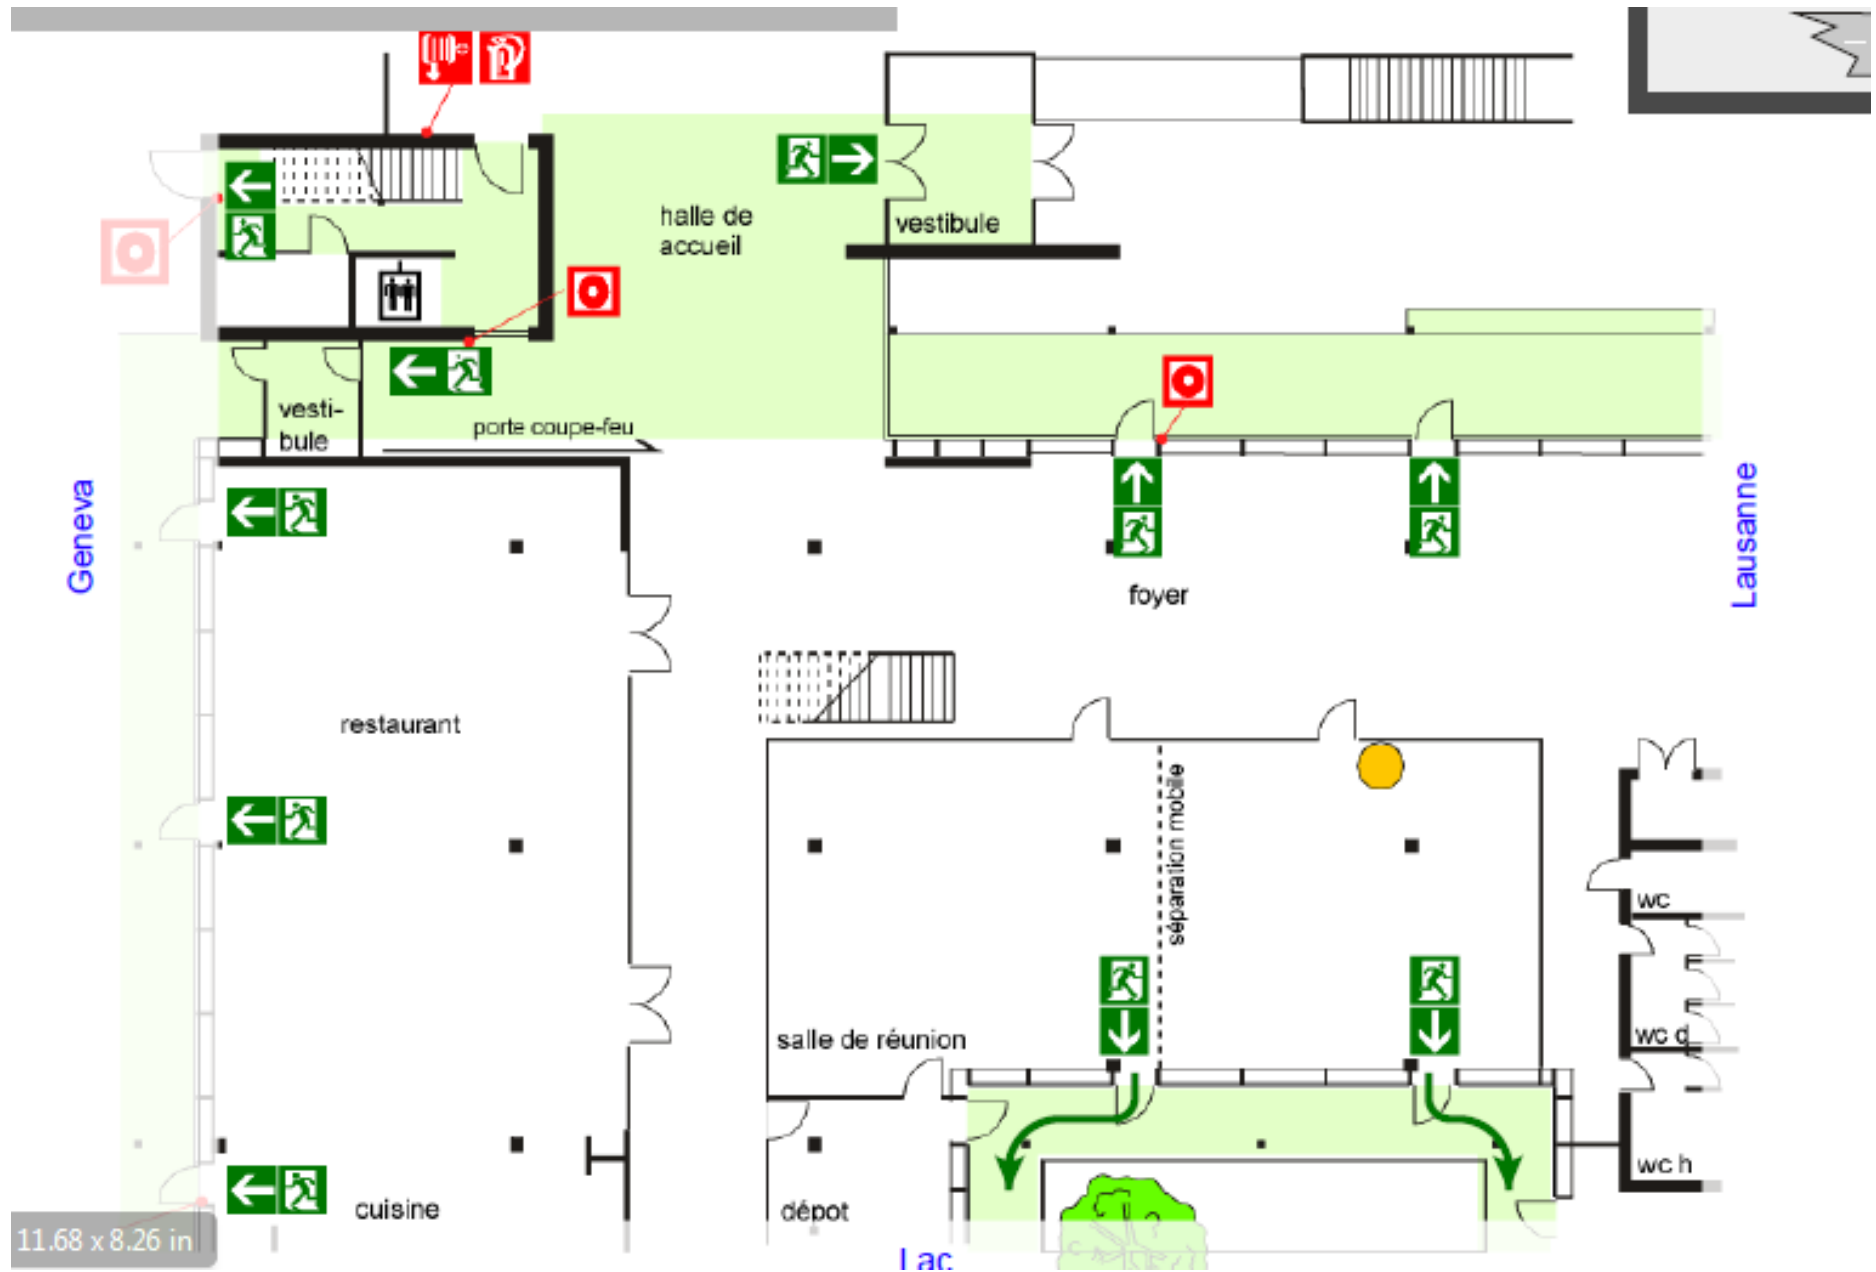 halle de
accueil
vestibule
vesti-
bule
porte coupe-feu
Geneva
Lausanne
foyer
restaurant
séparation mobile
wc
salle de réunion
wc d
wc h
cuisine
dépot
11.68 x 8.26 in
Lac